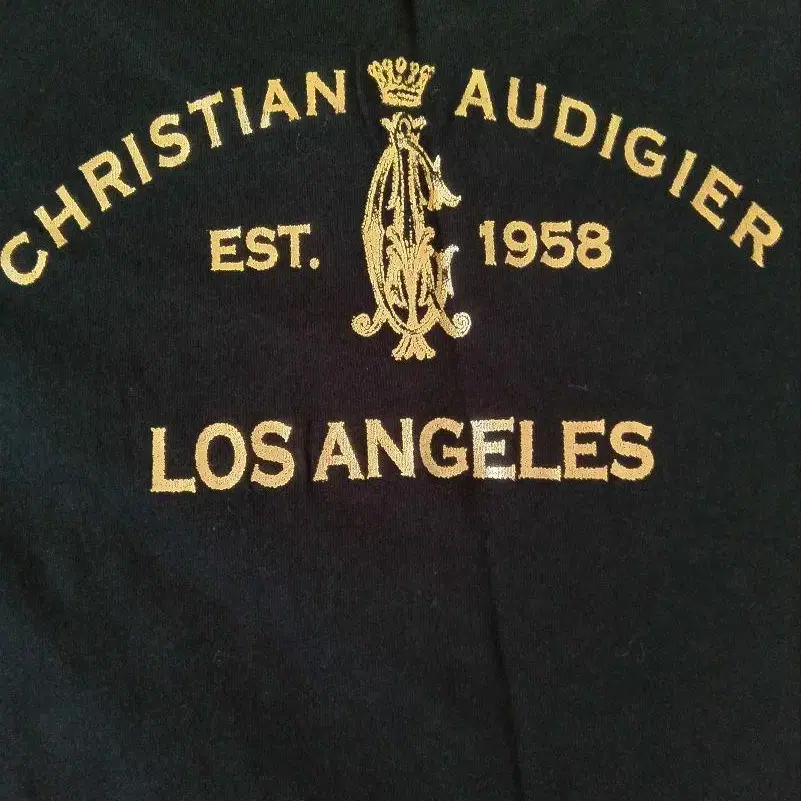 CHRISTIAN AUDIGIER
EST. 1958
LOS ANGELES